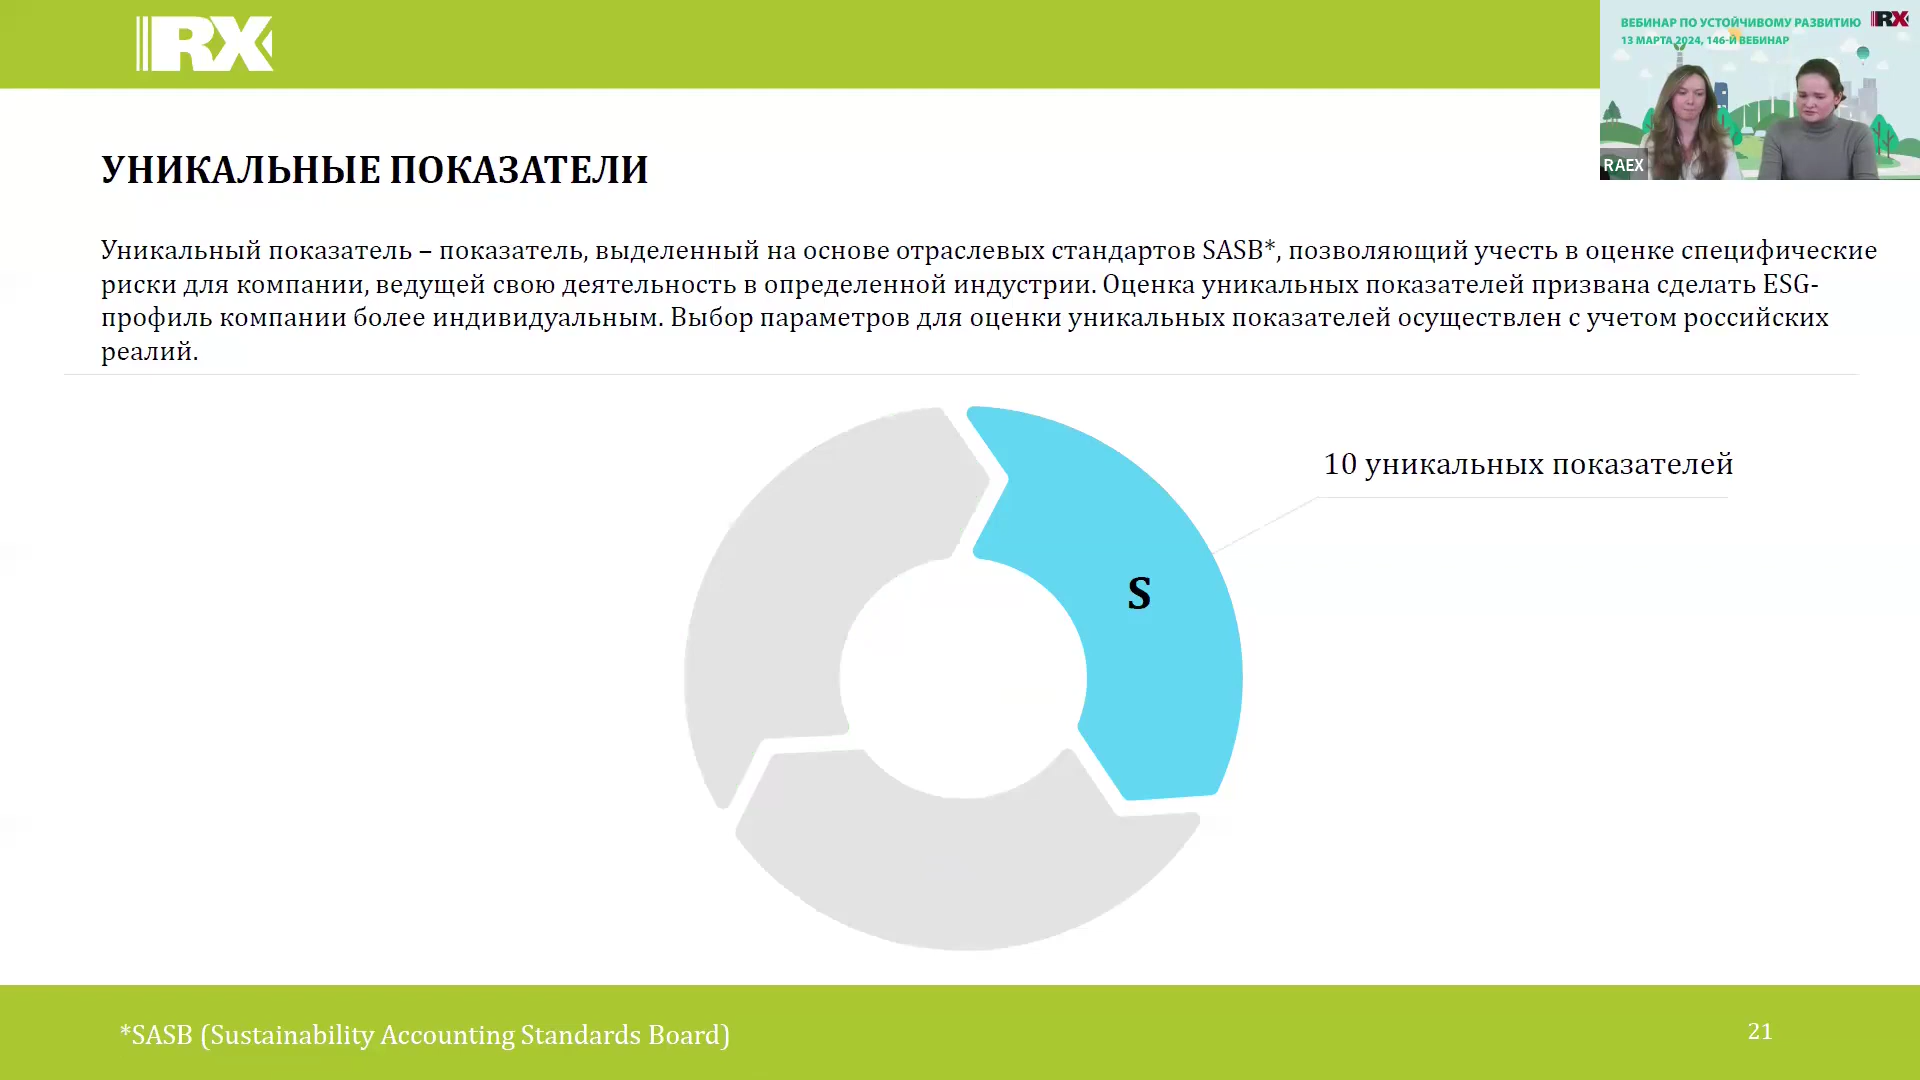 RX
ВЕБИНАР ПО УСТОЙЧИВОМУ РАЗВИТИЮ
RX
13 МАРТА 2024, 146-Й ВЕБИНАР
RAEX
УНИКАЛЬНЫЕ ПОКАЗАТЕЛИ
Уникальный показатель – показатель, выделенный на основе отраслевых стандартов SASB*, позволяющий учесть в оценке специфические
риски для компании, ведущей свою деятельность в определенной индустрии. Оценка уникальных показателей призвана сделать ESG-
профиль компании более индивидуальным. Выбор параметров для оценки уникальных показателей осуществлен с учетом российских
реалий.
10 уникальных показателей
S
*SASB (Sustainability Accounting Standards Board)
21